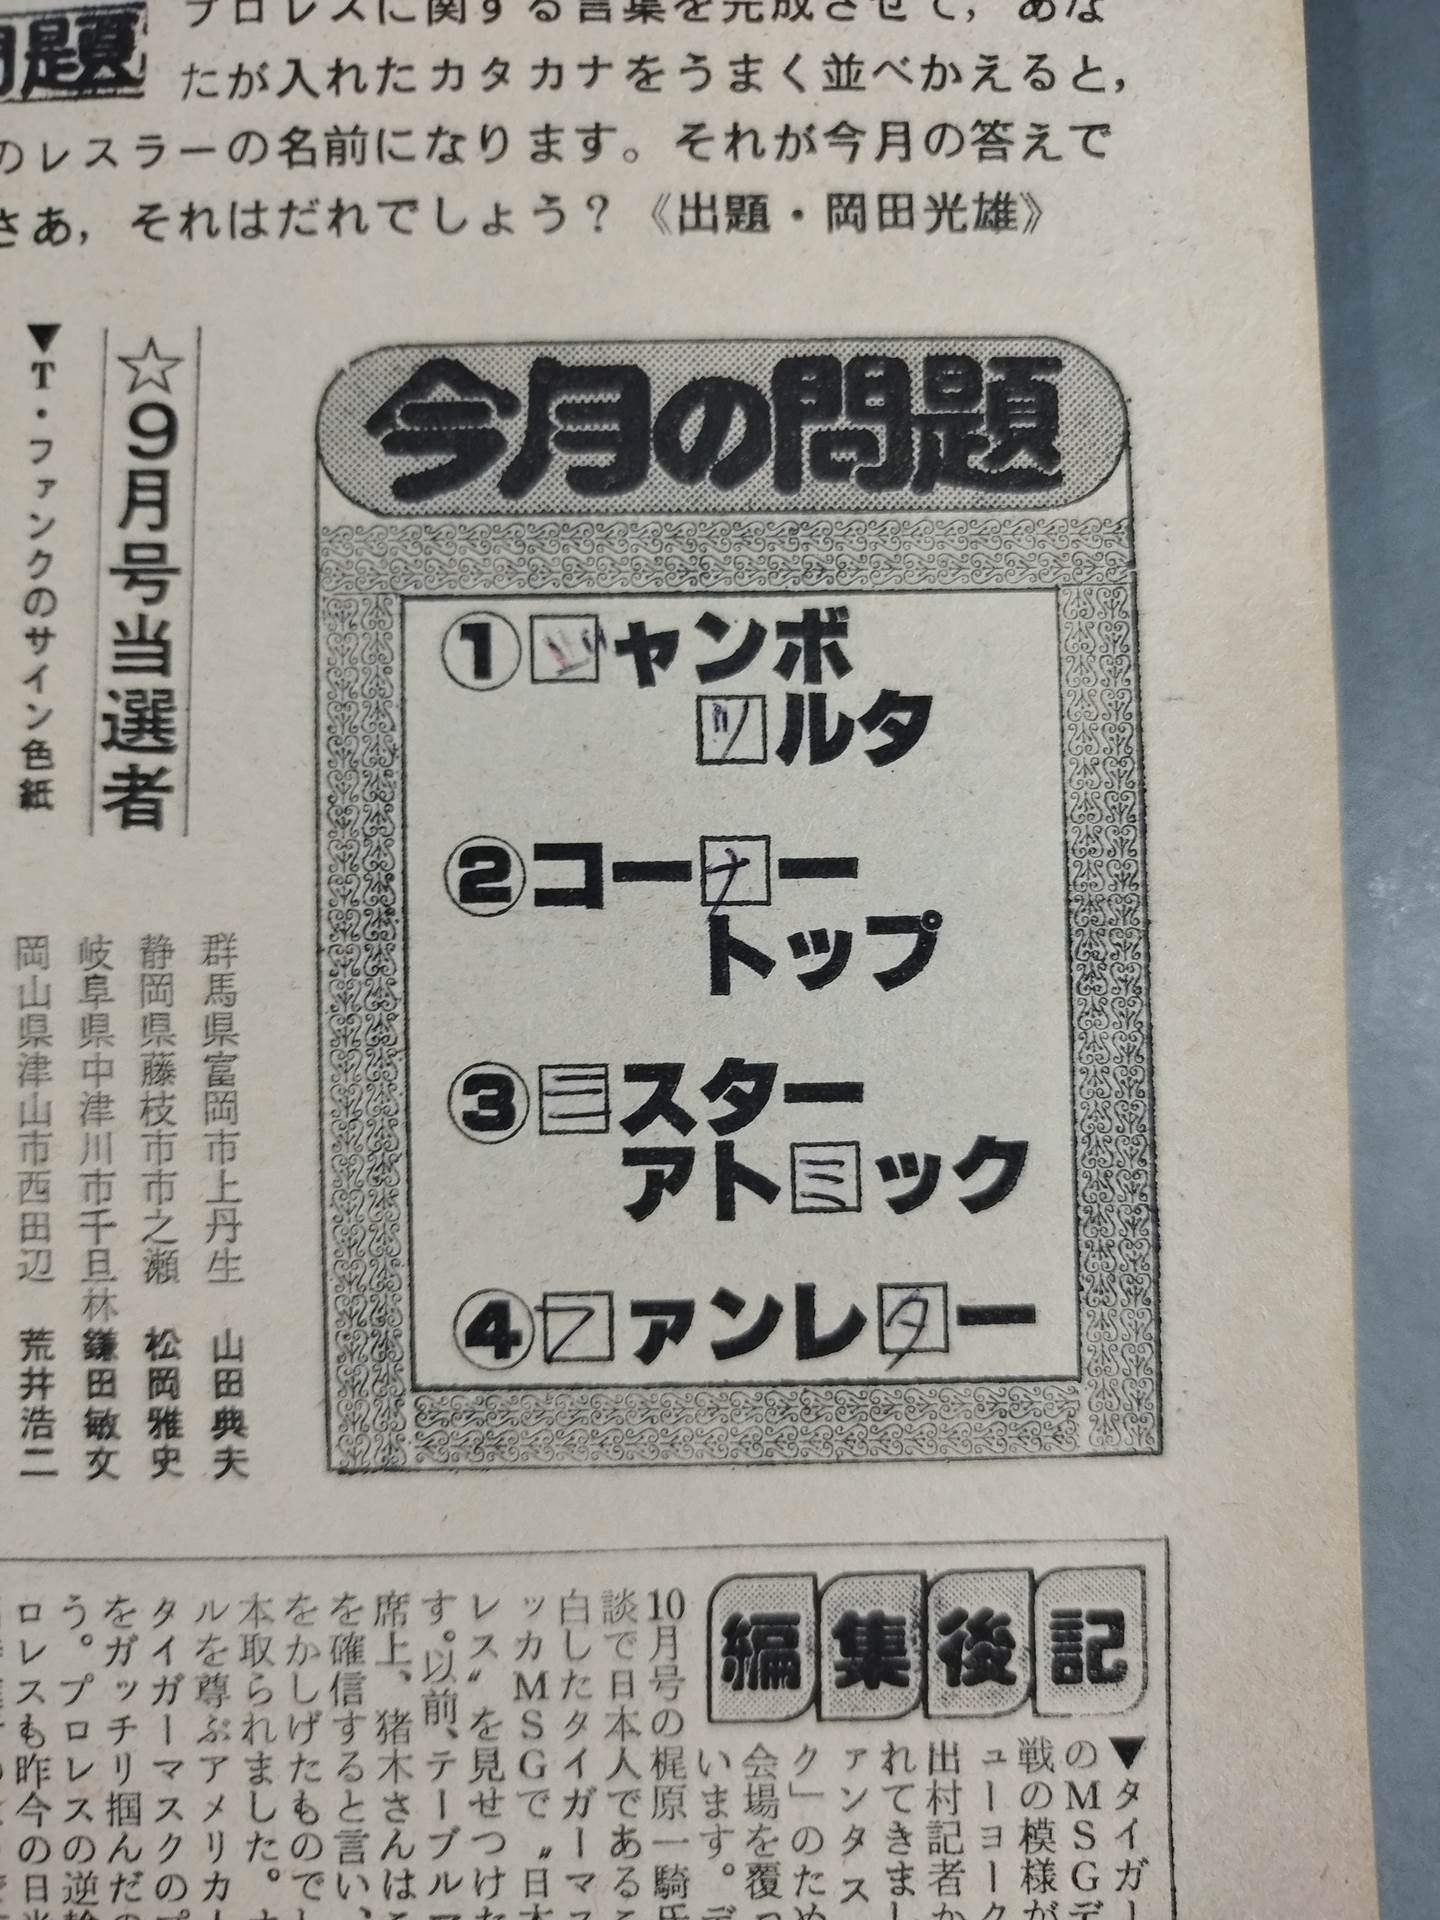 問題
プロレスに関する言葉を完成させて，あな
たが入れたカタカナをうまく並べかえると，
のレスラーの名前になります。それが今月の答えで
さあ，それはだれでしょう？《出題・岡田光雄》
今月の問題
①ジャンボ
ツルタ
②コーナー
トップ
③ミスター
アトミック
④ファンレター
☆9月号当選者
▼T・ファンクのサイン色紙
群馬県富岡市上丹生 山田典夫
静岡県藤枝市市之瀬 松岡雅史
岐阜県中津川市千旦林 鎌田敏文
岡山県津山市西田辺 荒井浩二
編集後記
▼タイガー
のMSGデ
戦の模様が
ューヨーク
出村記者か
れてきまし
ァンタス
ク」のため
会場を覆っ
います。デ
10月号の梶原一騎氏
談で日本人である
白したタイガーマス
ッカMSGで〝日本
レス〟を見せつけた
す。以前、テーブルマ
席上、猪木さんは
を確信すると言い、
をかしげたもので
本取られました。
ルを尊ぶアメリカ
タイガーマスクのプ
をガッチリ掴んだの
う。プロレスの逆輸
ロレスも昨今の日